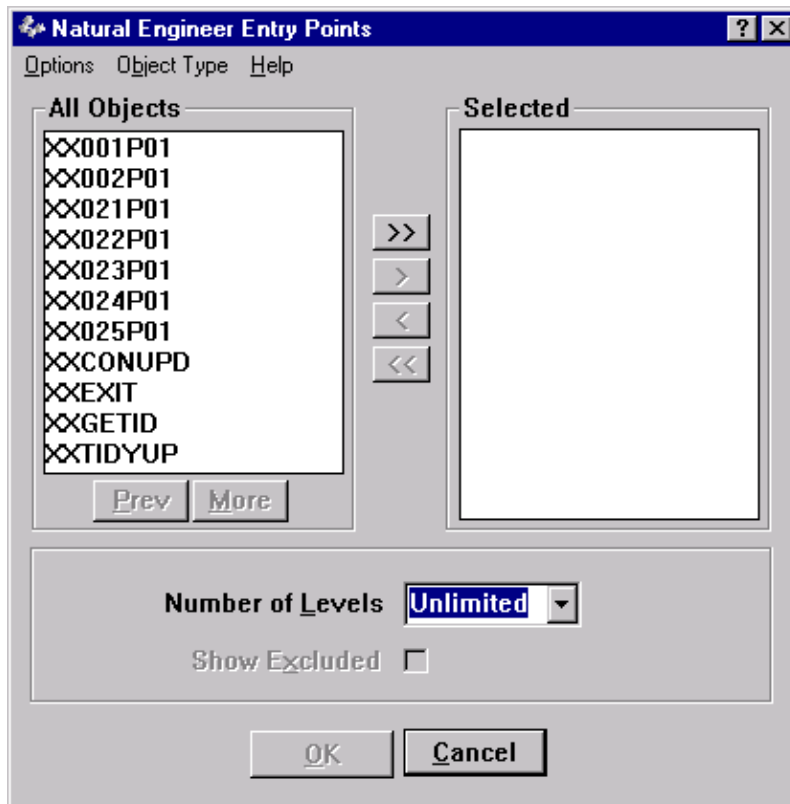 Natural Engineer Entry Points
Options Object Type Help
All Objects
XX001P01
XX002P01
XX021P01
XX022P01
XX023P01
XX024P01
XX025P01
XXCONUPD
XXEXIT
XXGETID
XXTIDYUP
Prev More
>>
>
<
<<
Selected
Number of Levels Unlimited
Show Excluded
OK Cancel